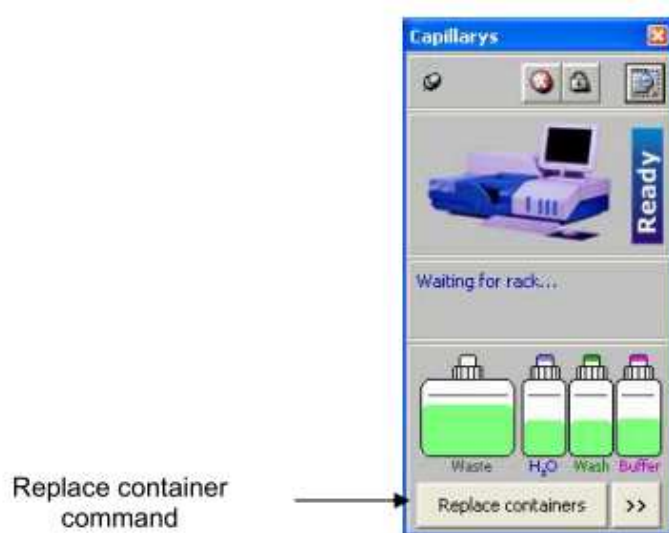 Capillarys
Ready
Waiting for rack...
Waste H₂O Wash Buffer
Replace containers >>
Replace container
command